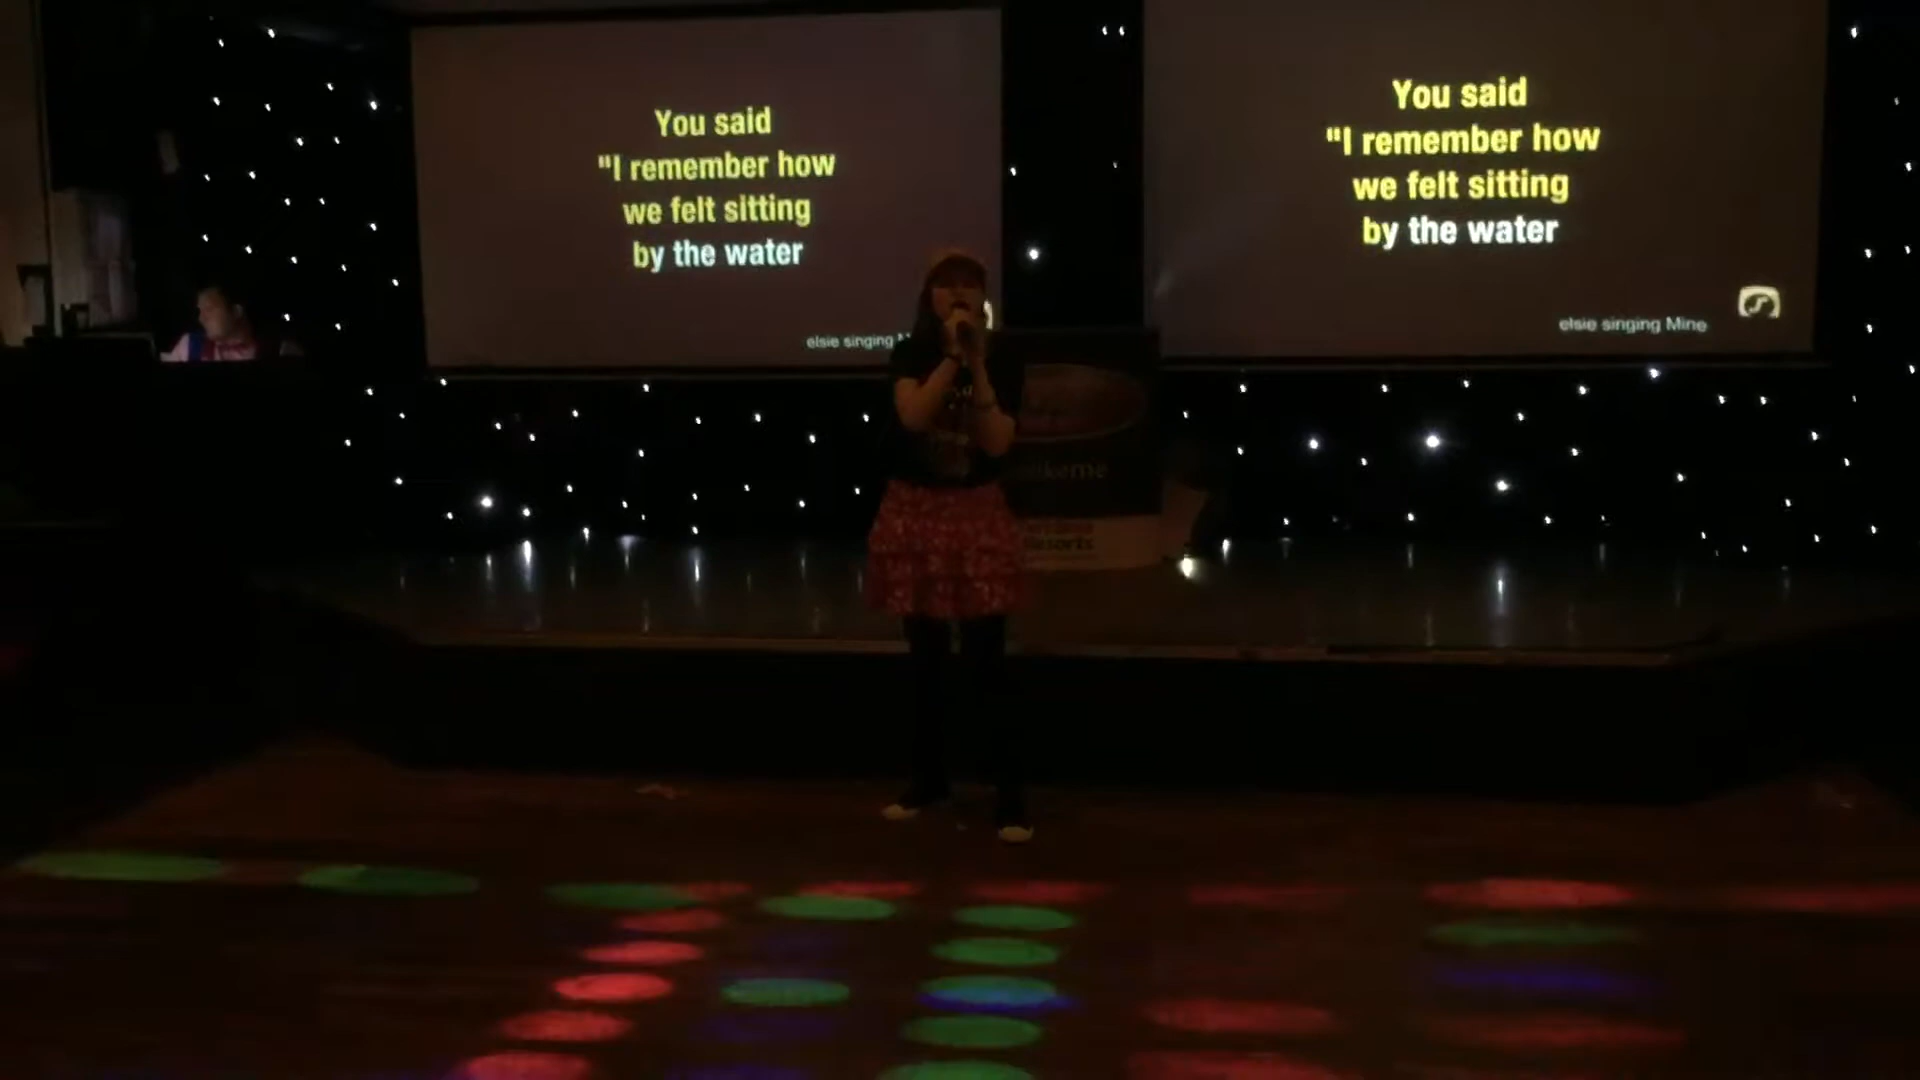 You said
"I remember how
we felt sitting
by the water
elsie singing
You said
"I remember how
we felt sitting
by the water
elsie singing Mine
Resorts